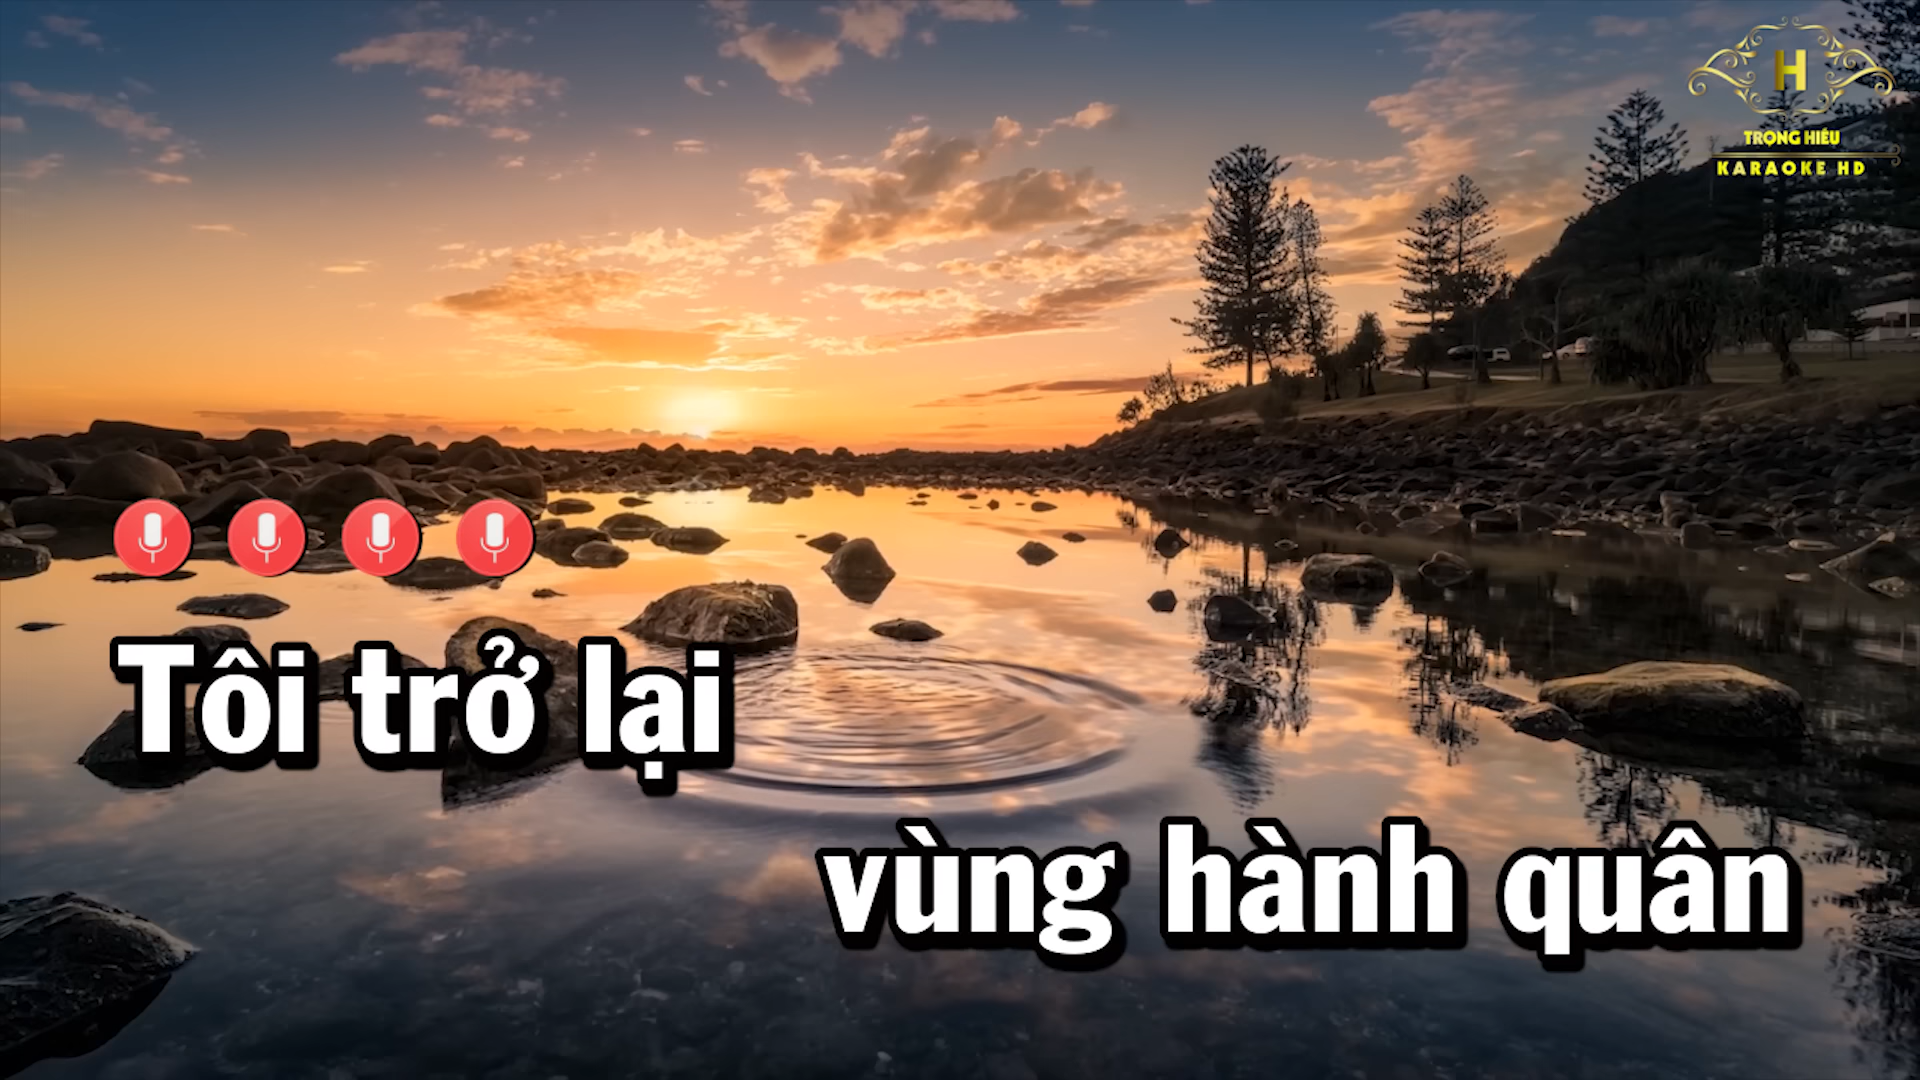 H
TRỌNG HIẾU
KARAOKE HD
Tôi trở lại
vùng hành quân